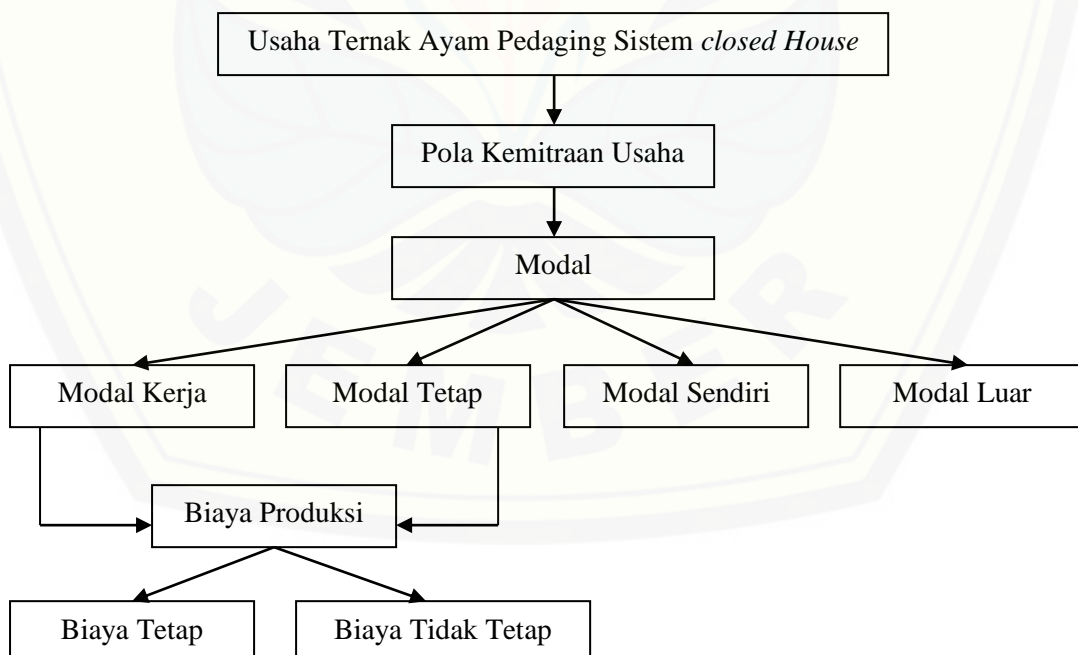 Usaha Ternak Ayam Pedaging Sistem closed House
Pola Kemitraan Usaha
Modal
Modal Kerja
Modal Tetap
Modal Sendiri
Modal Luar
JEMBER
Biaya Produksi
Biaya Tetap
Biaya Tidak Tetap